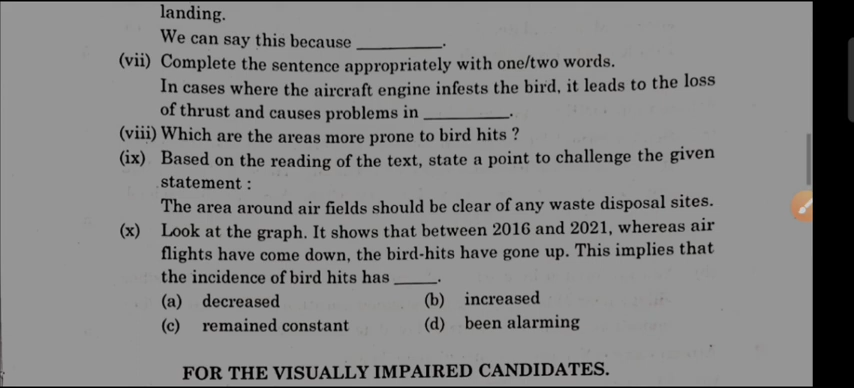 landing.
We can say this because ________.
(vii) Complete the sentence appropriately with one/two words.
In cases where the aircraft engine infests the bird, it leads to the loss
of thrust and causes problems in ________.
(viii) Which are the areas more prone to bird hits ?
(ix) Based on the reading of the text, state a point to challenge the given
statement :
The area around air fields should be clear of any waste disposal sites.
(x) Look at the graph. It shows that between 2016 and 2021, whereas air
flights have come down, the bird-hits have gone up. This implies that
the incidence of bird hits has ____.
(a) decreased (b) increased
(c) remained constant (d) been alarming
FOR THE VISUALLY IMPAIRED CANDIDATES.